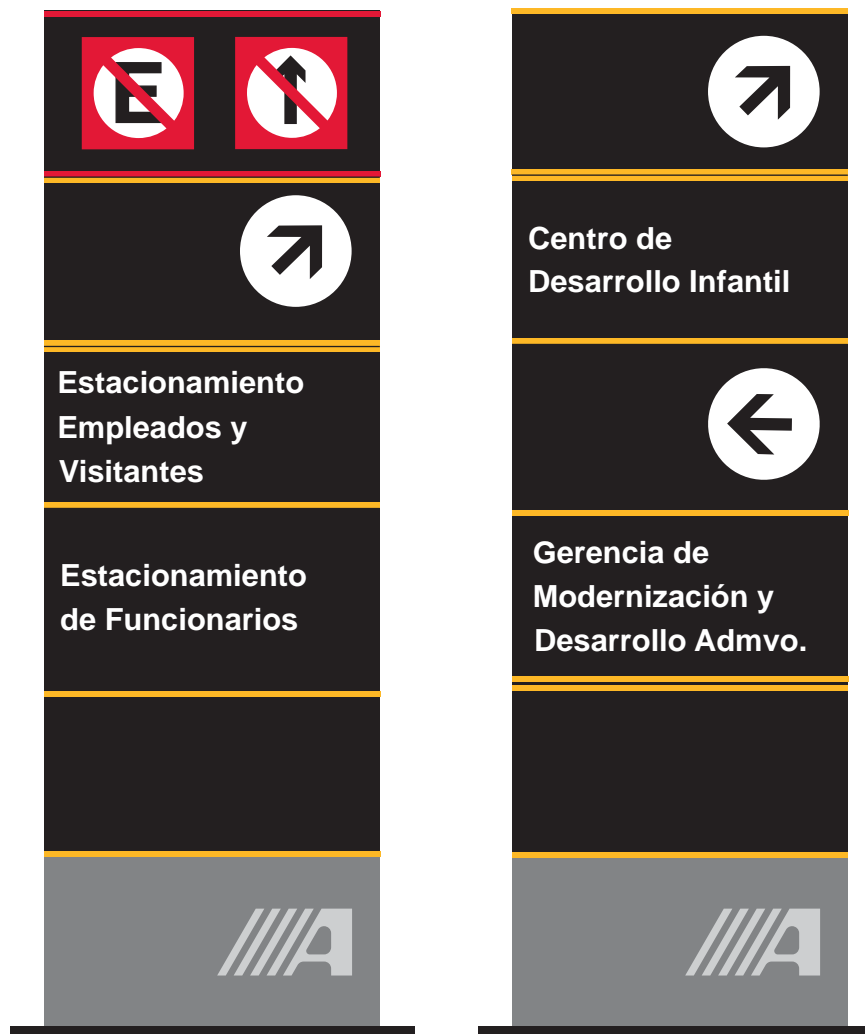 E
Estacionamiento
Empleados y
Visitantes
Estacionamiento
de Funcionarios
A
Centro de
Desarrollo Infantil
Gerencia de
Modernización y
Desarrollo Admvo.
A